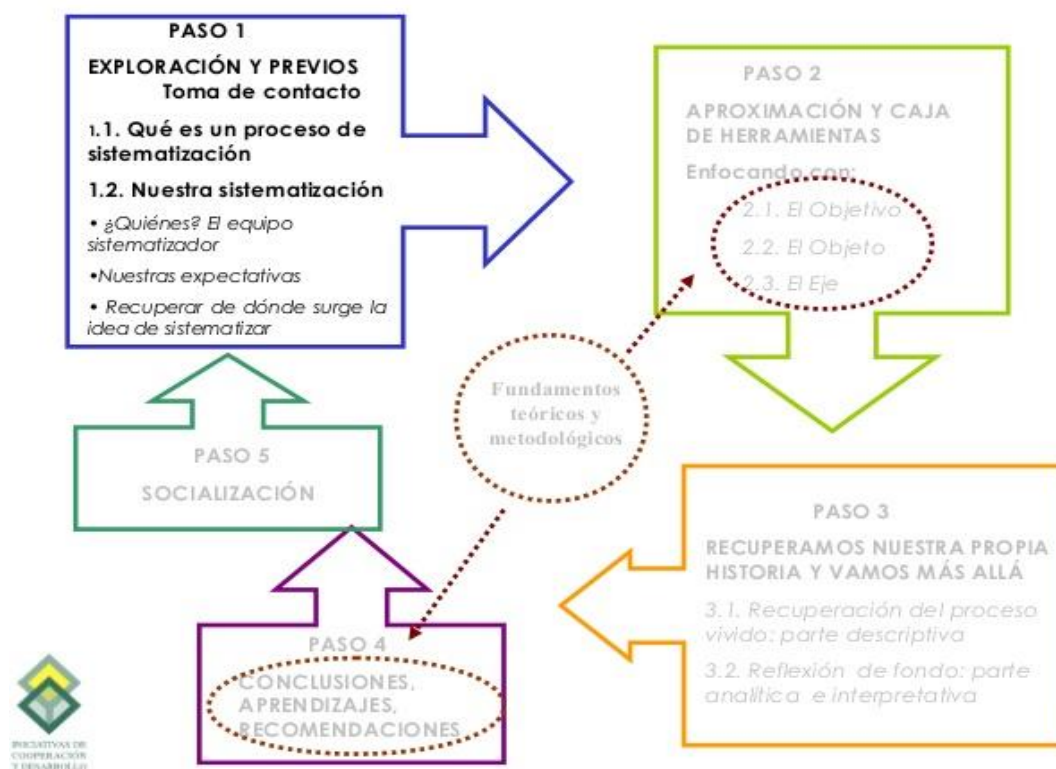 PASO 1
EXPLORACIÓN Y PREVIOS
Toma de contacto
1.1. Qué es un proceso de
sistematización
1.2. Nuestra sistematización
• ¿Quiénes? El equipo
sistematizador
•Nuestras expectativas
• Recuperar de dónde surge la
idea de sistematizar
PASO 2
APROXIMACIÓN Y CAJA
DE HERRAMIENTAS
Enfocando con:
2.1. El Objetivo
2.2. El Objeto
2.3. El Eje
Fundamentos
teóricos y
metodológicos
PASO 3
RECUPERAMOS NUESTRA PROPIA
HISTORIA Y VAMOS MÁS ALLÁ
3.1. Recuperación del proceso
vivido: parte descriptiva
3.2. Reflexión de fondo: parte
analítica e interpretativa
PASO 4
CONCLUSIONES,
APRENDIZAJES,
RECOMENDACIONES
PASO 5
SOCIALIZACIÓN
INICIATIVAS DE
COOPERACIÓN
Y DESARROLLO